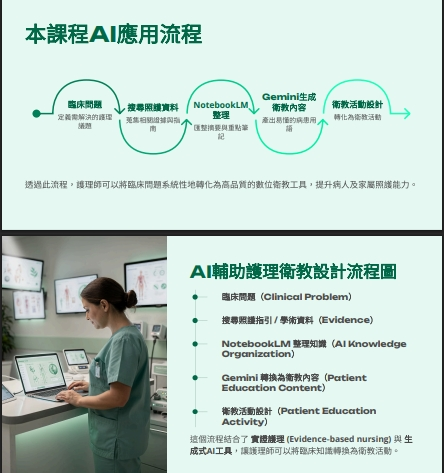 本課程AI應用流程
臨床問題
定義需解決的護理
議題
搜尋照護資料
蒐集相關證據與指
南
NotebookLM
整理
匯整摘要與重點筆
記
Gemini生成
衛教內容
產出易懂的病患用
語
衛教活動設計
轉化為衛教活動
透過此流程，護理師可以將臨床問題系統性地轉化為高品質的數位衛教工具，提升病人及家屬照護能力。
AI輔助護理衛教設計流程圖
臨床問題（Clinical Problem）
搜尋照護指引 / 學術資料（Evidence）
NotebookLM 整理知識（AI Knowledge
Organization）
Gemini 轉換為衛教內容（Patient
Education Content）
衛教活動設計（Patient Education
Activity）
這個流程結合了 實證護理 (Evidence-based nursing) 與 生
成式AI工具，讓護理師可以將臨床知識轉換為衛教活動。